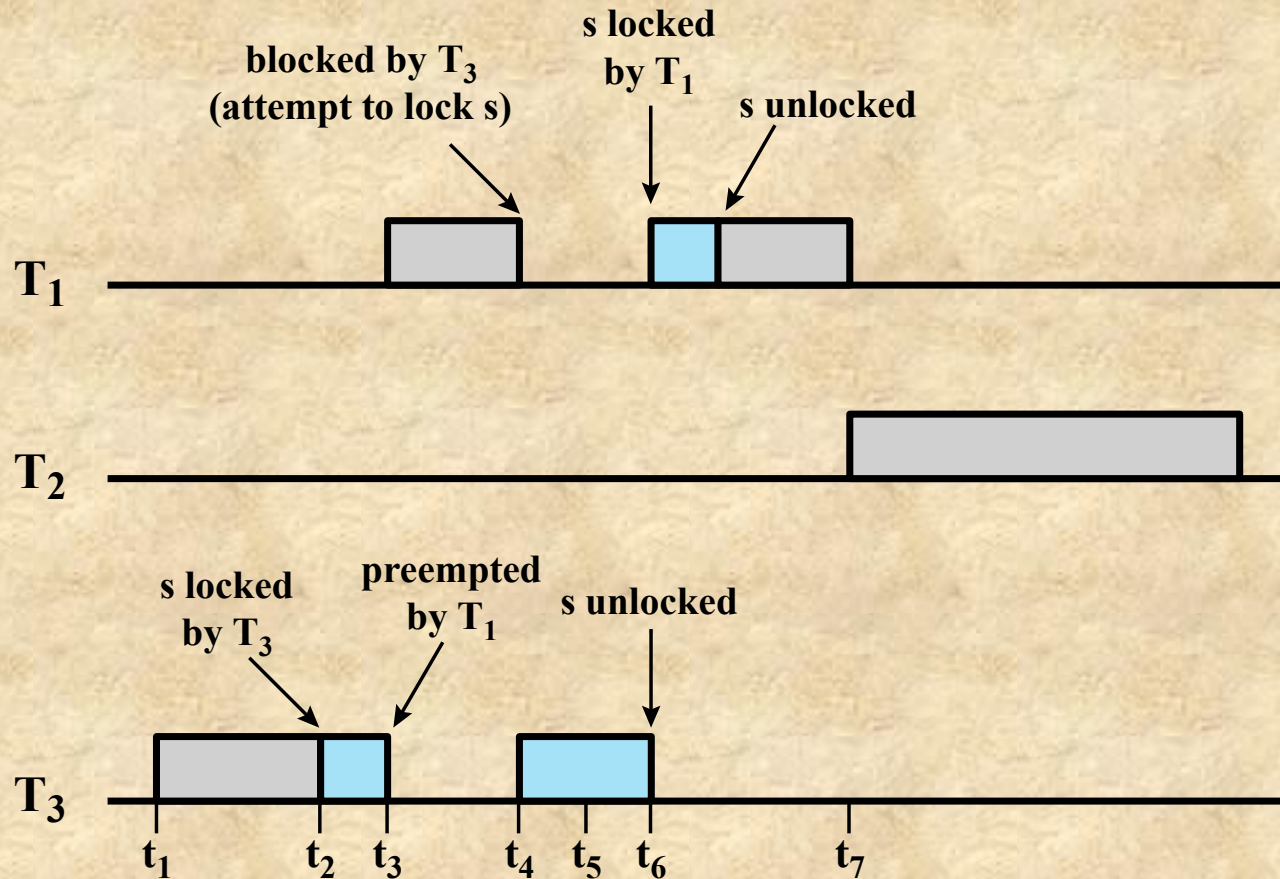 s locked
by T₁
blocked by T₃
(attempt to lock s)
s unlocked
T₁
T₂
s locked
by T₃
preempted
by T₁
s unlocked
T₃
t₁ t₂ t₃ t₄ t₅ t₆ t₇